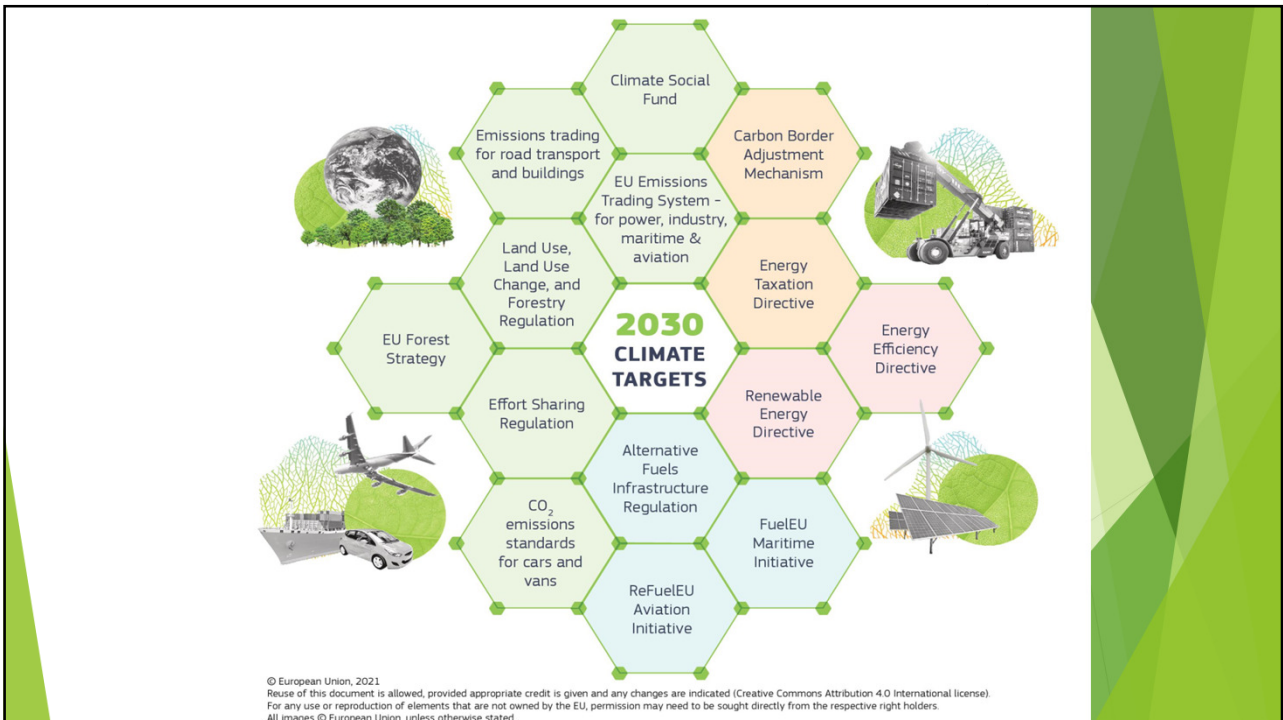 Climate Social
Fund
Emissions trading
for road transport
and buildings
Carbon Border
Adjustment
Mechanism
EU Emissions
Trading System –
for power, industry,
maritime &
aviation
Land Use,
Land Use
Change, and
Forestry
Regulation
Energy
Taxation
Directive
EU Forest
Strategy
2030
CLIMATE
TARGETS
Energy
Efficiency
Directive
Effort Sharing
Regulation
Renewable
Energy
Directive
Alternative
Fuels
Infrastructure
Regulation
CO₂
emissions
standards
for cars and
vans
FuelEU
Maritime
Initiative
ReFuelEU
Aviation
Initiative
© European Union, 2021
Reuse of this document is allowed, provided appropriate credit is given and any changes are indicated (Creative Commons Attribution 4.0 International license).
For any use or reproduction of elements that are not owned by the EU, permission may need to be sought directly from the respective right holders.
All images © European Union, unless otherwise stated.